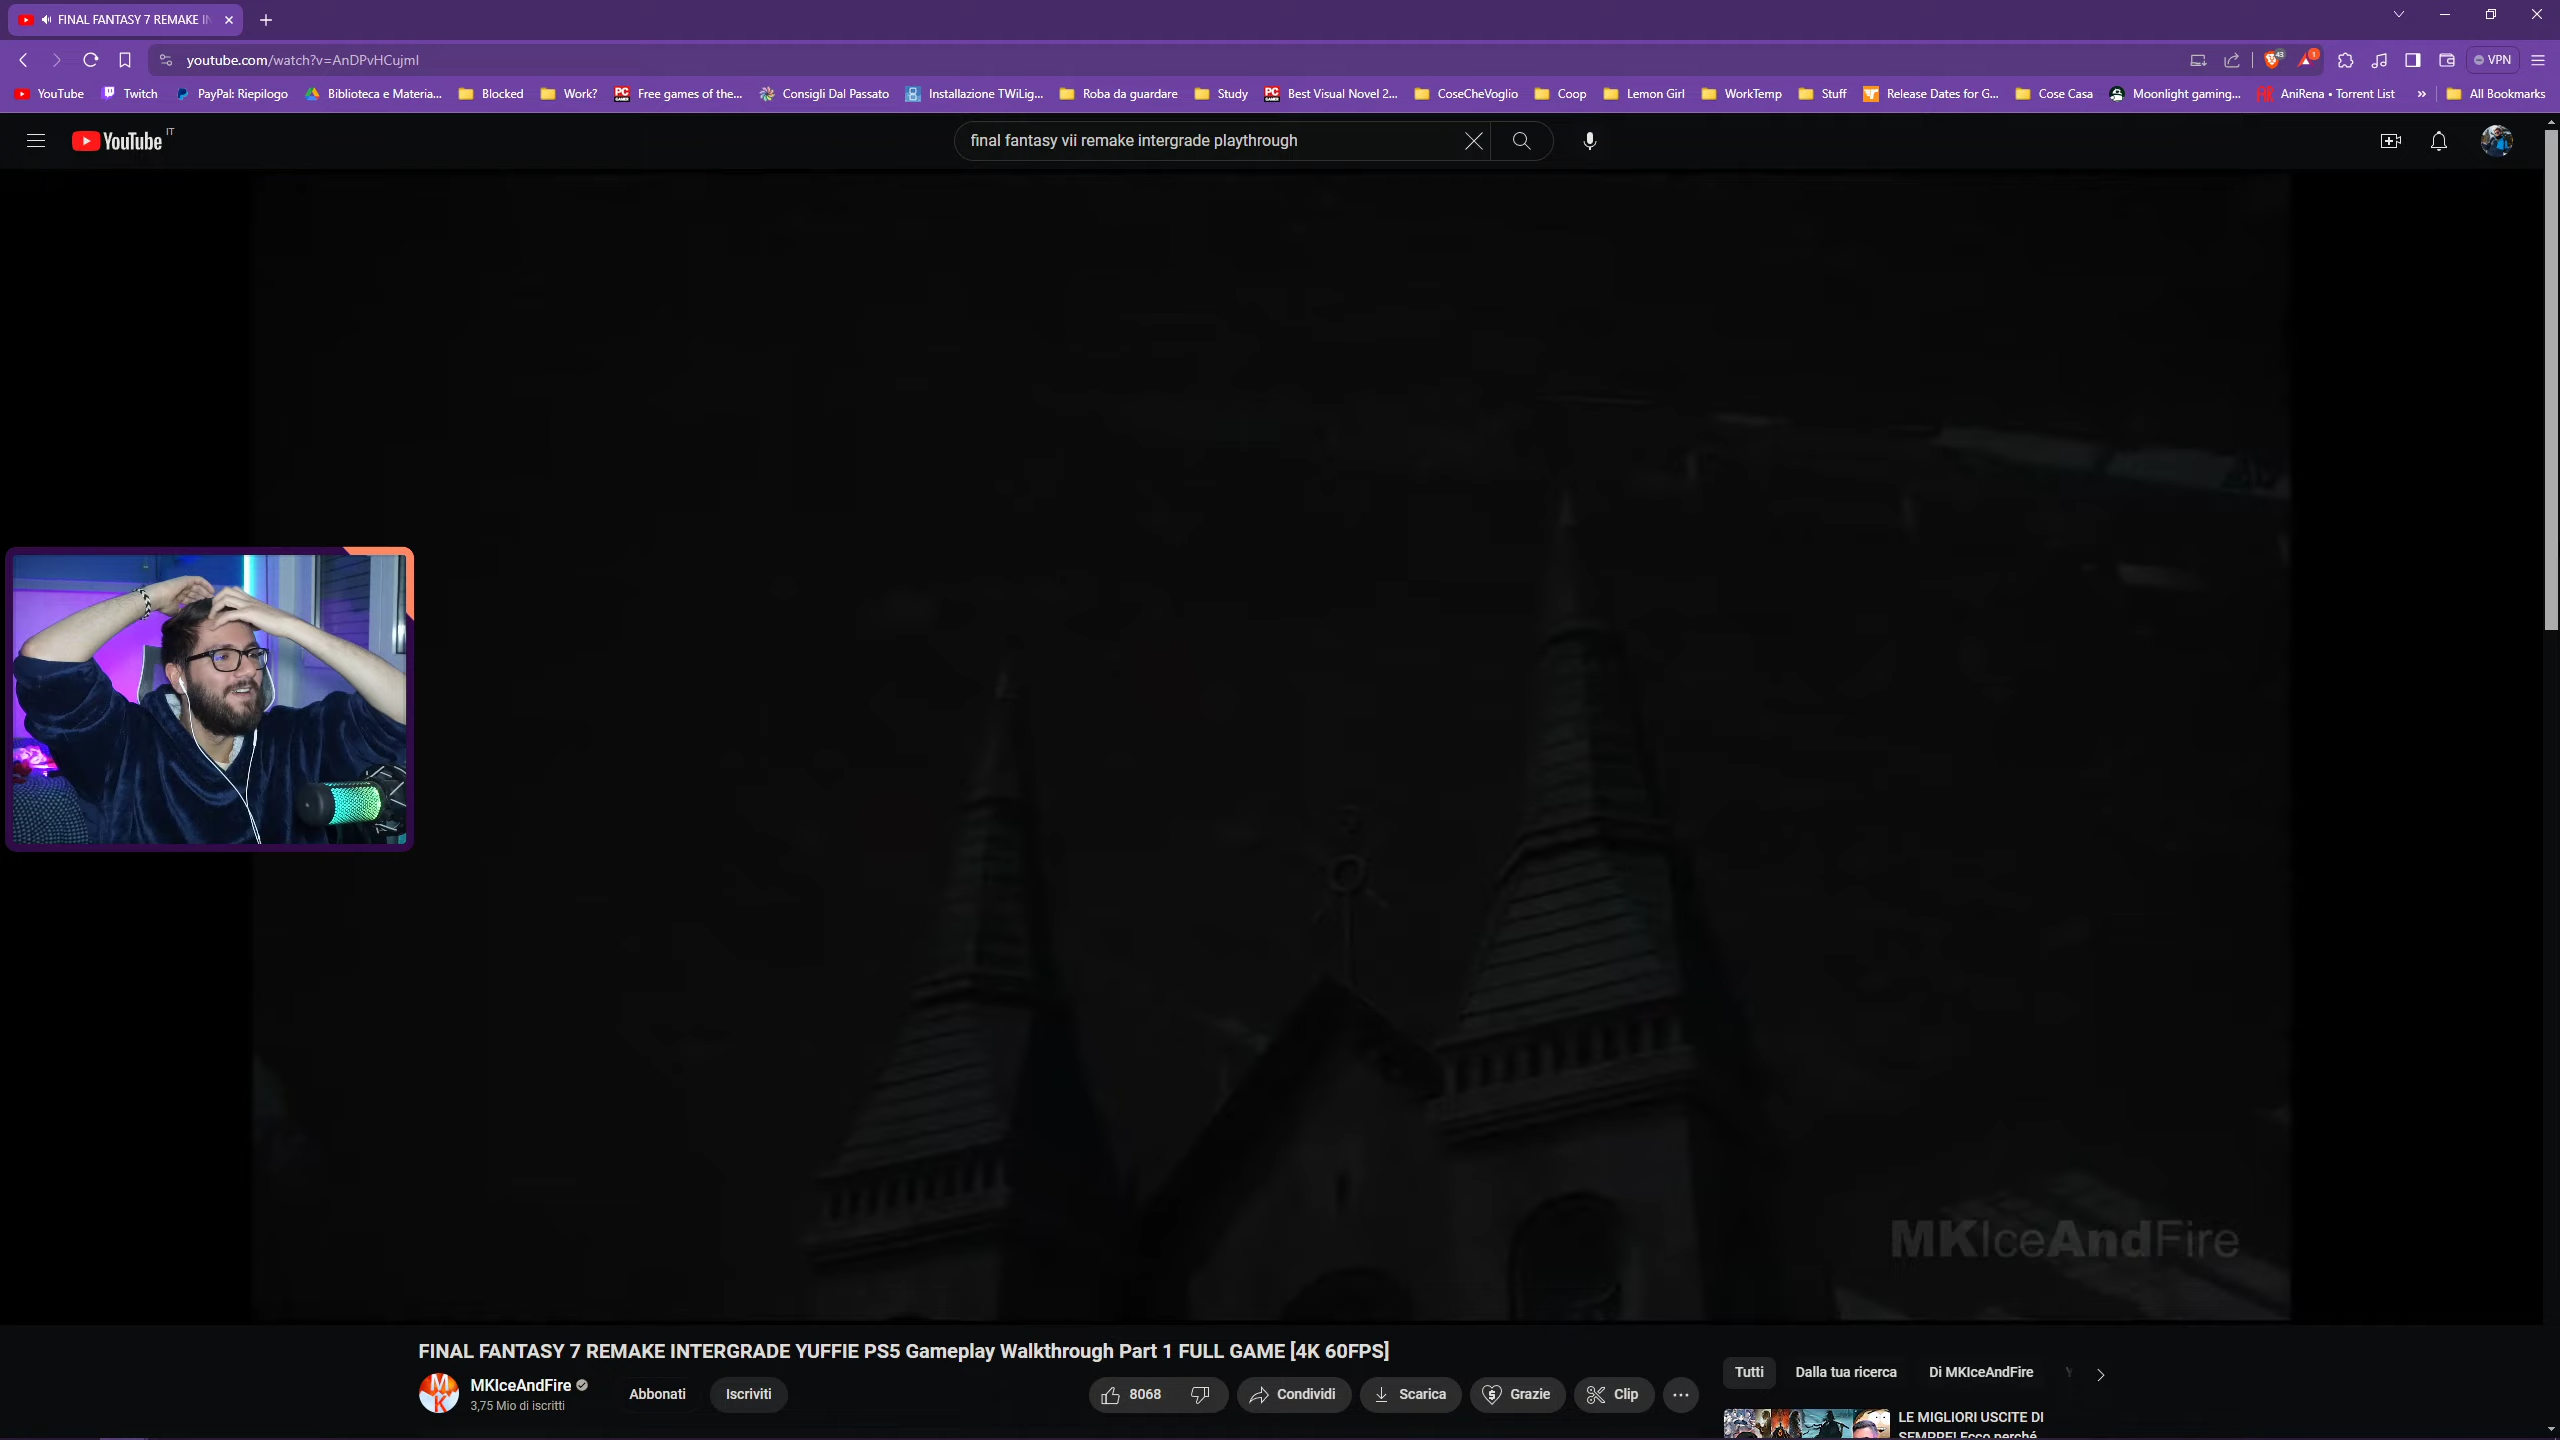 FINAL FANTASY 7 REMAKE IN
youtube.com/watch?v=AnDPvHCujmI
VPN
YouTube
Twitch
PayPal: Riepilogo
Biblioteca e Materia...
Blocked
Work?
Free games of the...
Consigli Dal Passato
Installazione TWiLig...
Roba da guardare
Study
Best Visual Novel 2...
CoseCheVoglio
Coop
Lemon Girl
WorkTemp
Stuff
Release Dates for G...
Cose Casa
Moonlight gaming...
AniRena • Torrent List
»
All Bookmarks
YouTube IT
final fantasy vii remake intergrade playthrough
MKIceAndFire
FINAL FANTASY 7 REMAKE INTERGRADE YUFFIE PS5 Gameplay Walkthrough Part 1 FULL GAME [4K 60FPS]
MKIceAndFire
3,75 Mio di iscritti
Abbonati
Iscriviti
8068
Condividi
Scarica
Grazie
Clip
Tutti
Dalla tua ricerca
Di MKIceAndFire
LE MIGLIORI USCITE DI
SEMPRE! Ecco perché